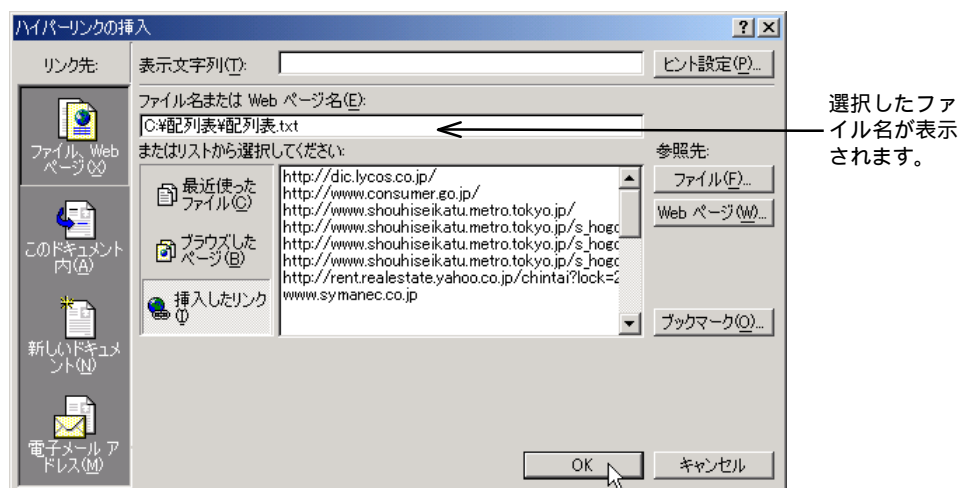 ハイパーリンクの挿入
リンク先:
表示文字列(T):
ヒント設定(P)...
ファイル名または Web ページ名(E):
C:¥配列表¥配列表.txt
選択したファ
イル名が表示
されます。
またはリストから選択してください:
参照先:
ファイル、Web
ページ(X)
このドキュメント
内(A)
新しいドキュメ
ント(N)
電子メール ア
ドレス(M)
最近使った
ファイル(C)
ブラウズした
ページ(B)
挿入したリンク
(I)
http://dic.lycos.co.jp/
http://www.consumer.go.jp/
http://www.shouhiseikatu.metro.tokyo.jp/
http://www.shouhiseikatu.metro.tokyo.jp/s_hogo
http://www.shouhiseikatu.metro.tokyo.jp/s_hogo
http://www.shouhiseikatu.metro.tokyo.jp/s_hogo
http://rent.realestate.yahoo.co.jp/chintai?lock=2
www.symanec.co.jp
ファイル(F)...
Web ページ(W)...
ブックマーク(O)...
OK
キャンセル